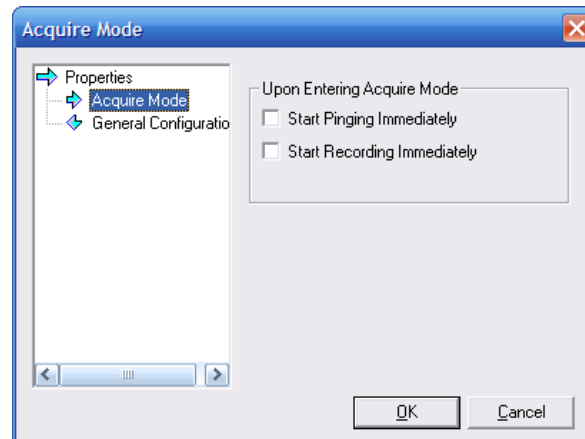 Acquire Mode
Properties
Acquire Mode
General Configuratio
Upon Entering Acquire Mode
Start Pinging Immediately
Start Recording Immediately
OK
Cancel